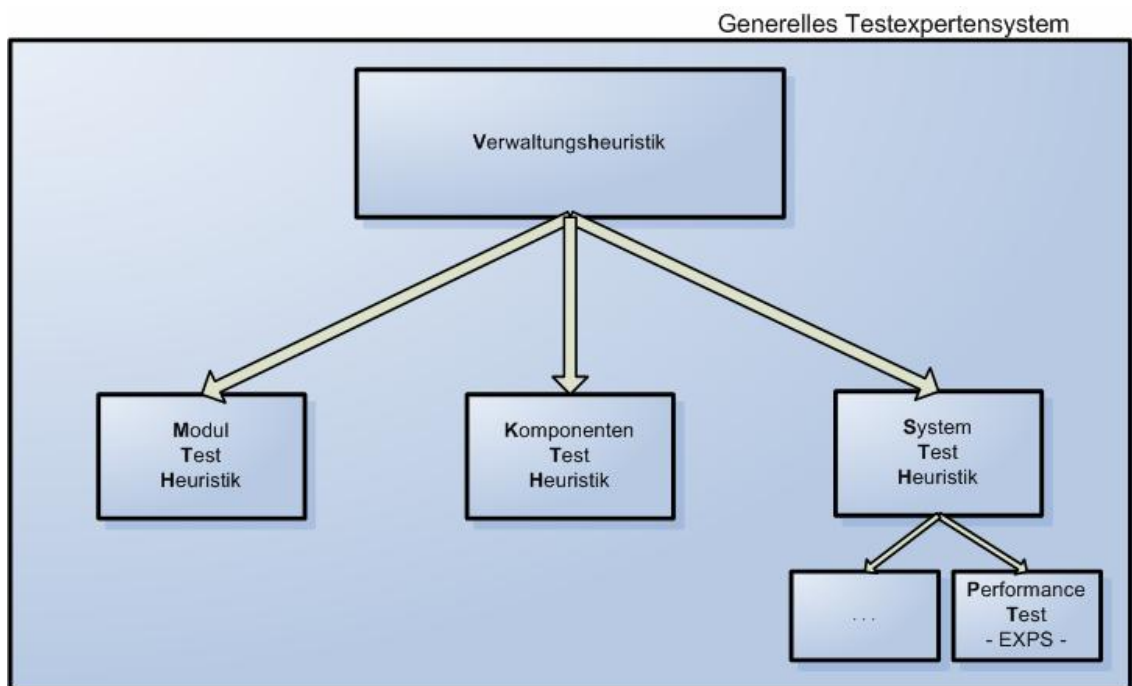 Generelles Testexpertensystem
Verwaltungsheuristik
Modul
Test
Heuristik
Komponenten
Test
Heuristik
System
Test
Heuristik
. . .
Performance
Test
- EXPS -